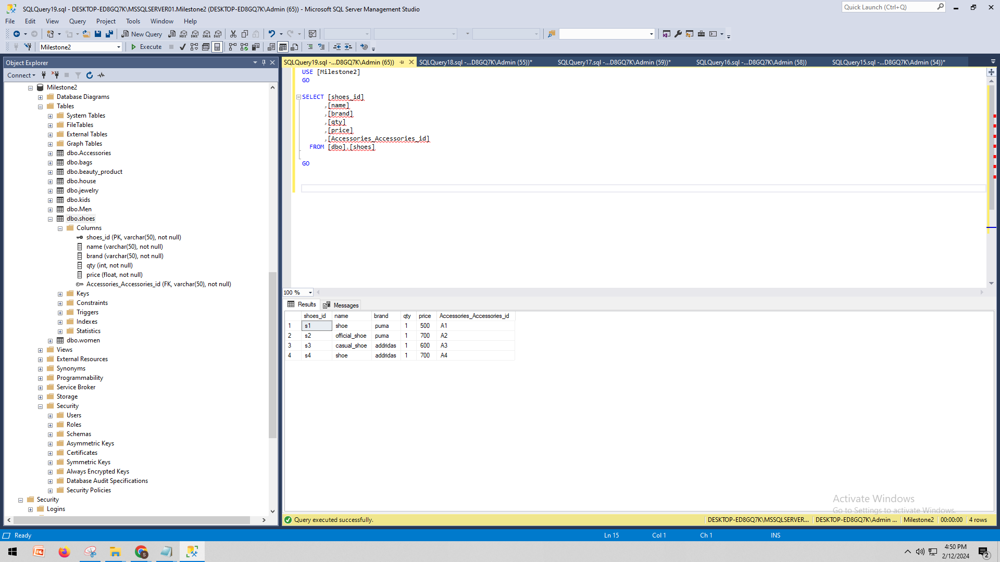 SQLQuery19.sql - DESKTOP-ED8GQ7K\MSSQLSERVER01.Milestone2 (DESKTOP-ED8GQ7K\Admin (65)) - Microsoft SQL Server Management Studio
Quick Launch (Ctrl+Q)
File Edit View Query Project Tools Window Help
New Query MDX DMX XMLA DAX
Milestone2 Execute
Object Explorer
SQLQuery19.sql -...D8GQ7K\Admin (65)) SQLQuery18.sql -...D8GQ7K\Admin (55))* SQLQuery17.sql -...D8GQ7K\Admin (59))* SQLQuery16.sql -...D8GQ7K\Admin (58)) SQLQuery15.sql -...D8GQ7K\Admin (54))*
Connect
Milestone2
Database Diagrams
Tables
System Tables
FileTables
External Tables
Graph Tables
dbo.Accessories
dbo.bags
dbo.beauty_product
dbo.house
dbo.jewelry
dbo.kids
dbo.Men
dbo.shoes
Columns
shoes_id (PK, varchar(50), not null)
name (varchar(50), not null)
brand (varchar(50), not null)
qty (int, not null)
price (float, not null)
Accessories_Accessories_id (FK, varchar(50), not null)
Keys
Constraints
Triggers
Indexes
Statistics
dbo.women
Views
External Resources
Synonyms
Programmability
Service Broker
Storage
Security
Users
Roles
Schemas
Asymmetric Keys
Certificates
Symmetric Keys
Always Encrypted Keys
Database Audit Specifications
Security Policies
Security
Logins
USE [Milestone2]
GO
SELECT [shoes_id]
,[name]
,[brand]
,[qty]
,[price]
,[Accessories_Accessories_id]
FROM [dbo].[shoes]
GO
100 %
Results Messages
shoes_id name brand qty price Accessories_Accessories_id
1 s1 shoe puma 1 500 A1
2 s2 official_shoe puma 1 700 A2
3 s3 casual_shoe addridas 1 600 A3
4 s4 shoe addridas 1 700 A4
Activate Windows
Go to Settings to activate Windows.
Query executed successfully. DESKTOP-ED8GQ7K\MSSQLSERVER... DESKTOP-ED8GQ7K\Admin ... Milestone2 00:00:00 4 rows
Ready Ln 15 Col 1 Ch 1 INS
4:50 PM
2/12/2024
2